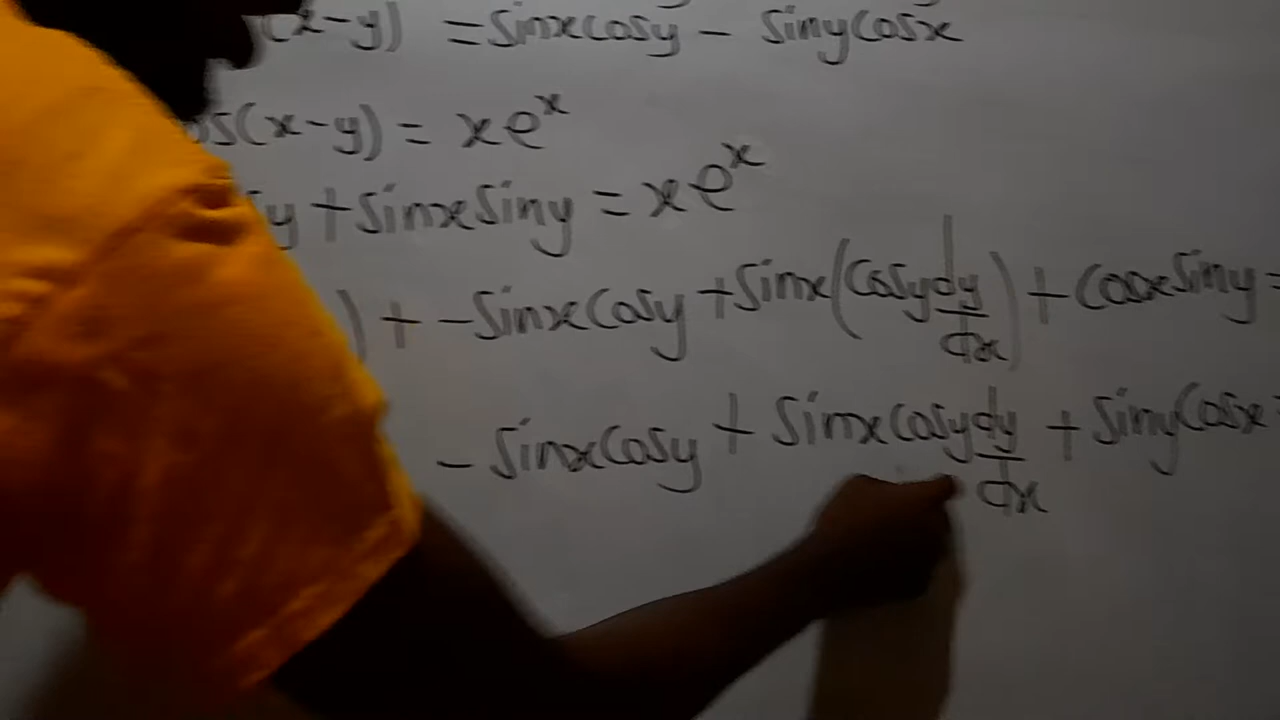 (x-y) = sinxcosy - sinycosx
os(x-y) = xe^x
y + sinxsiny = xe^x
) + -sinxcosy + sinx(cosy dy/dx) + cosxsiny =
- sinxcosy + sinxcosy dy/dx + sinycosx =